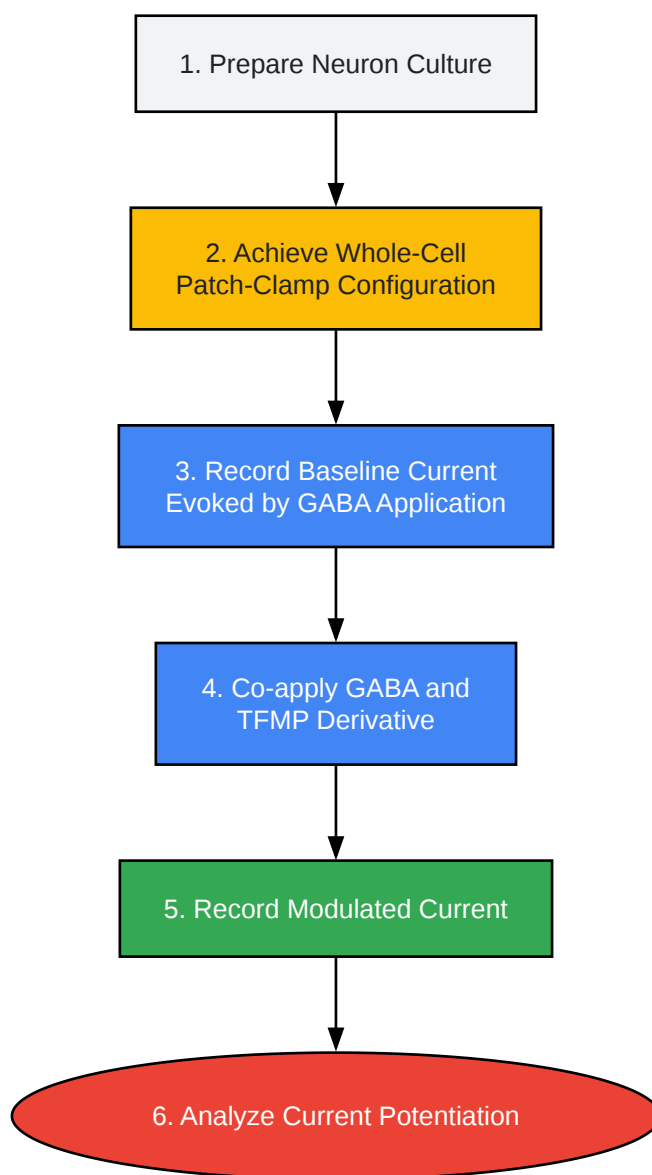 1. Prepare Neuron Culture
2. Achieve Whole-Cell
Patch-Clamp Configuration
3. Record Baseline Current
Evoked by GABA Application
4. Co-apply GABA and
TFMP Derivative
5. Record Modulated Current
6. Analyze Current Potentiation